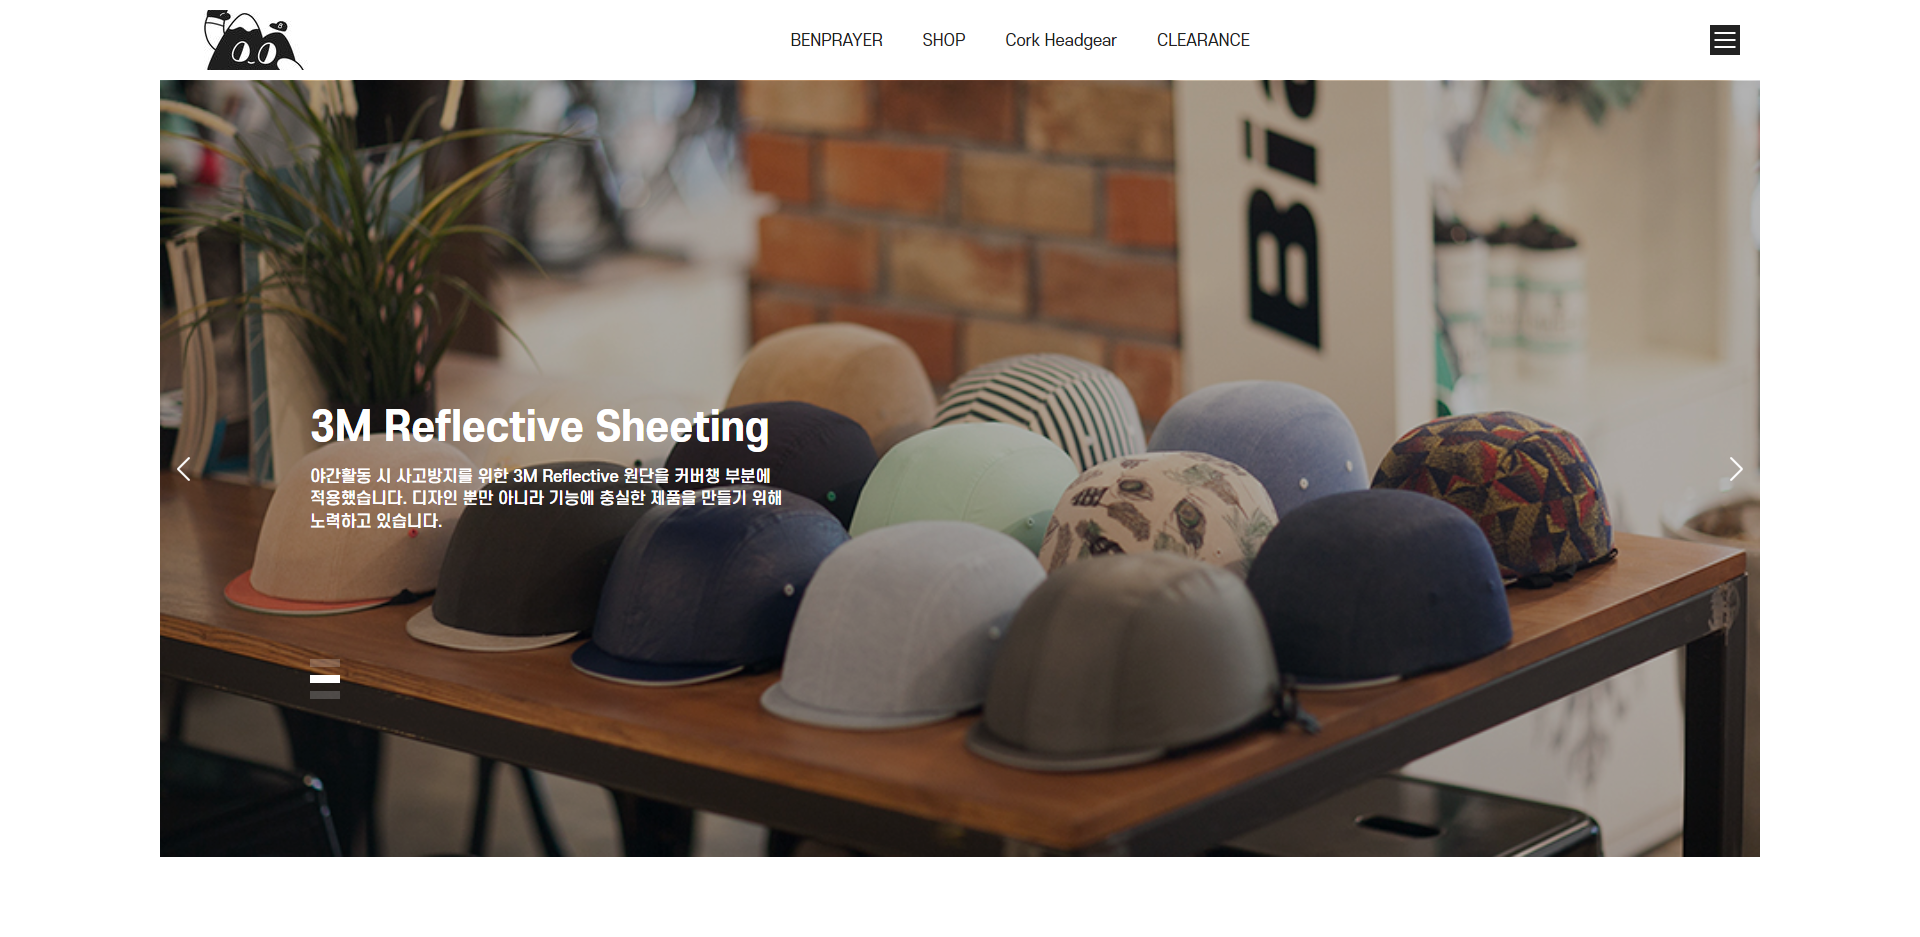 BENPRAYER
SHOP
Cork Headgear
CLEARANCE
3M Reflective Sheeting
야간활동 시 사고방지를 위한 3M Reflective 원단을 커버챙 부분에
적용했습니다. 디자인 뿐만 아니라 기능에 충실한 제품을 만들기 위해
노력하고 있습니다.